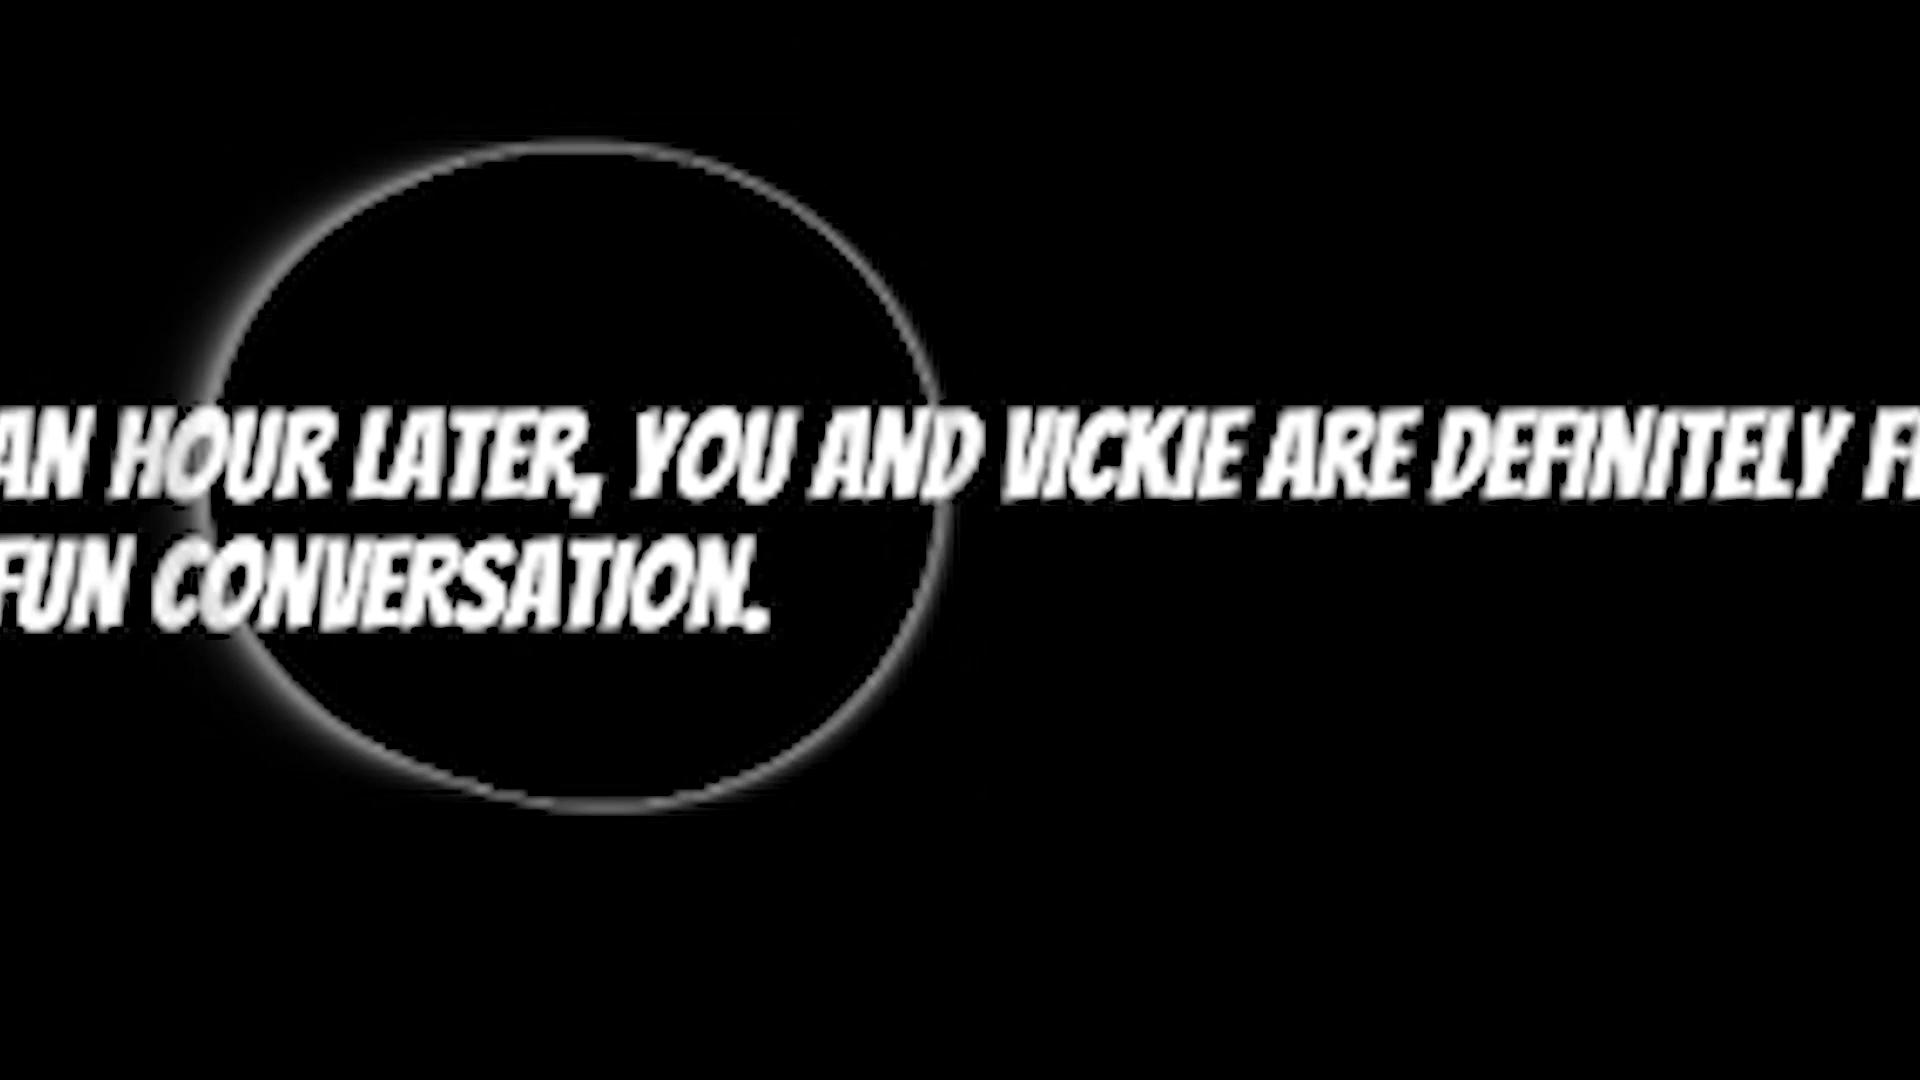 AN HOUR LATER, YOU AND VICKIE ARE DEFINITELY
FUN CONVERSATION.